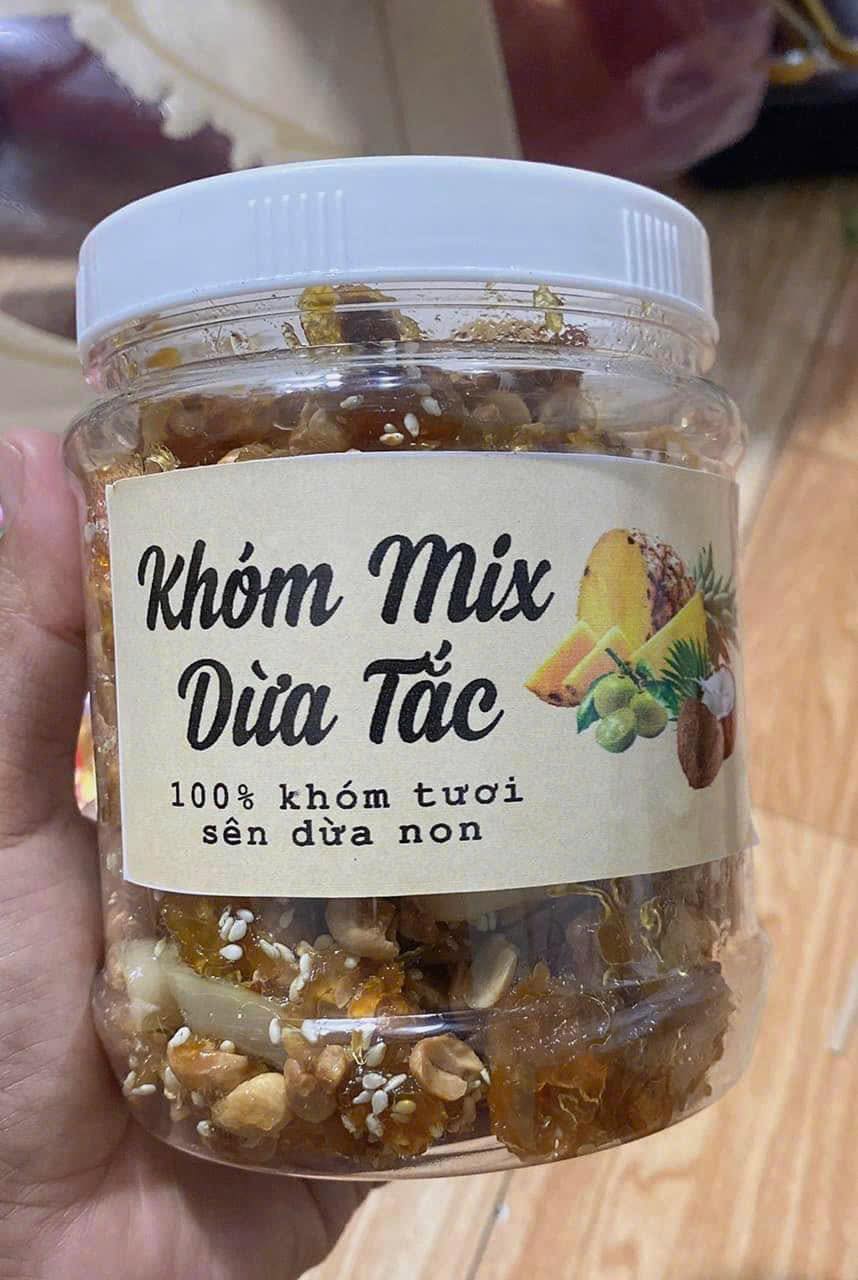 Khóm Mix
Dừa Tắc
100% khóm tươi
sên dừa non